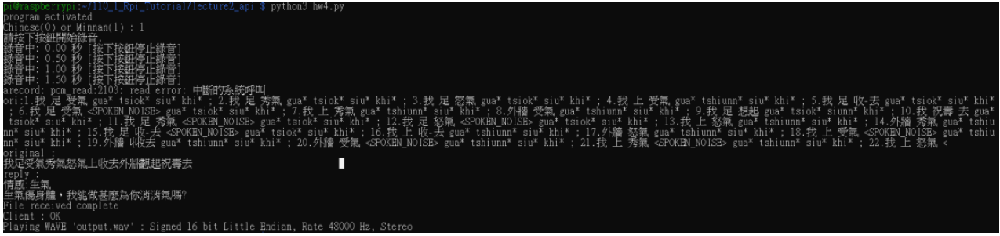 pi@raspberrypi:~/110_1_Rpi_Tutorial/lecture2_api $ python3 hw4.py
program activated
Chinese(0) or Minnan(1) : 1
請按下按鈕開始錄音.
錄音中: 0.00 秒 [按下按鈕停止錄音]
錄音中: 0.50 秒 [按下按鈕停止錄音]
錄音中: 1.00 秒 [按下按鈕停止錄音]
錄音中: 1.50 秒 [按下按鈕停止錄音]
arecord: pcm_read:2103: read error: 中斷的系統呼叫
ori:1.我 足 受氣 gua* tsiok* siu* khi* ; 2.我 足 秀氣 gua* tsiok* siu* khi* ; 3.我 足 怒氣 gua* tsiok* siu* khi* ; 4.我 上 受氣 gua* tshiunn* siu* khi* ; 5.我 足 收-去 gua* tsiok* siu* khi*
; 6.我 足 受氣 <SPOKEN_NOISE> gua* tsiok* siu* khi* ; 7.我 上 秀氣 gua* tshiunn* siu* khi* ; 8.外牆 受氣 gua* tshiunn* siu* khi* ; 9.我 足 想起 gua* tsiok* siunn* khi* ; 10.我 祝壽 去 gua*
tsiok* siu* khi* ; 11.我 足 秀氣 <SPOKEN_NOISE> gua* tsiok* siu* khi* ; 12.我 足 怒氣 <SPOKEN_NOISE> gua* tsiok* siu* khi* ; 13.我 上 怒氣 gua* tshiunn* siu* khi* ; 14.外牆 秀氣 gua* tshiu
nn* siu* khi* ; 15.我 足 收-去 <SPOKEN_NOISE> gua* tsiok* siu* khi* ; 16.我 上 收-去 gua* tshiunn* siu* khi* ; 17.外牆 怒氣 gua* tshiunn* siu* khi* ; 18.我 上 受氣 <SPOKEN_NOISE> gua* tshiu
nn* siu* khi* ; 19.外牆 收去 gua* tshiunn* siu* khi* ; 20.外牆 受氣 <SPOKEN_NOISE> gua* tshiunn* siu* khi* ; 21.我 上 秀氣 <SPOKEN_NOISE> gua* tshiunn* siu* khi* ; 22.我 上 怒氣 <
original :
我足受氣秀氣怒氣上收去外牆想起祝壽去
reply :
情感:生氣
生氣傷身體，我能做甚麼為你消消氣嗎?
File received complete
Client : OK
Playing WAVE 'output.wav' : Signed 16 bit Little Endian, Rate 48000 Hz, Stereo